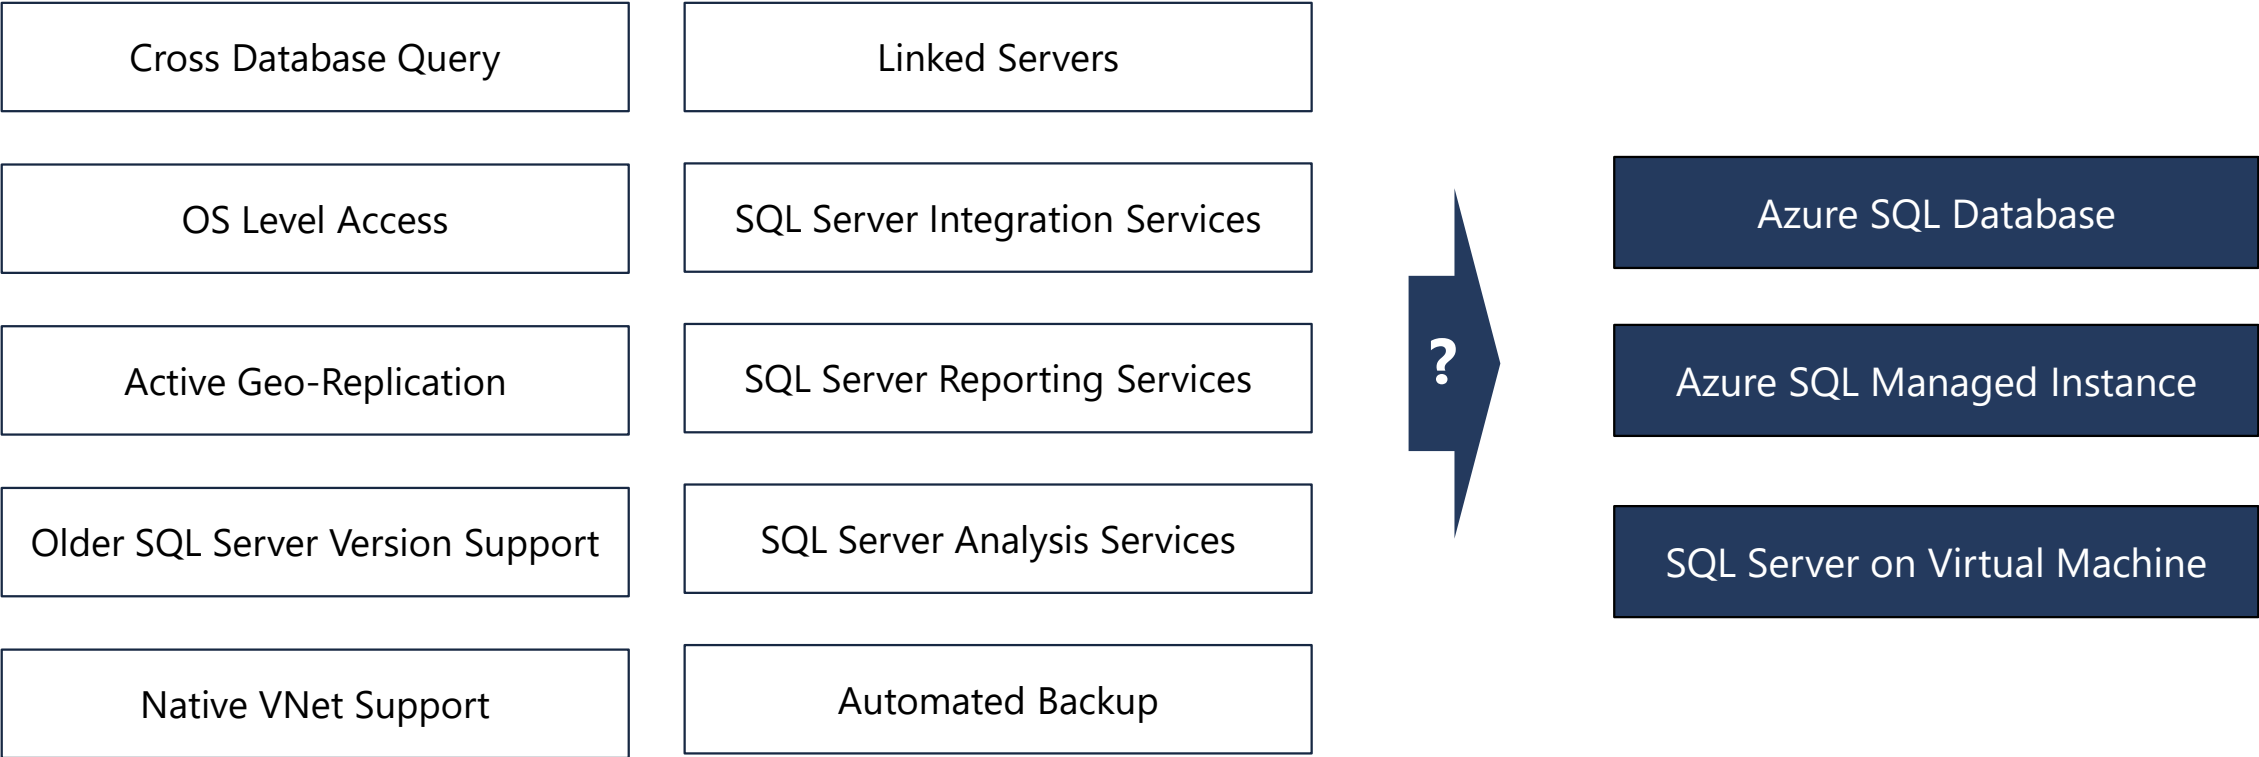 Cross Database Query
OS Level Access
Active Geo-Replication
Older SQL Server Version Support
Native VNet Support
Linked Servers
SQL Server Integration Services
SQL Server Reporting Services
SQL Server Analysis Services
Automated Backup
?
Azure SQL Database
Azure SQL Managed Instance
SQL Server on Virtual Machine